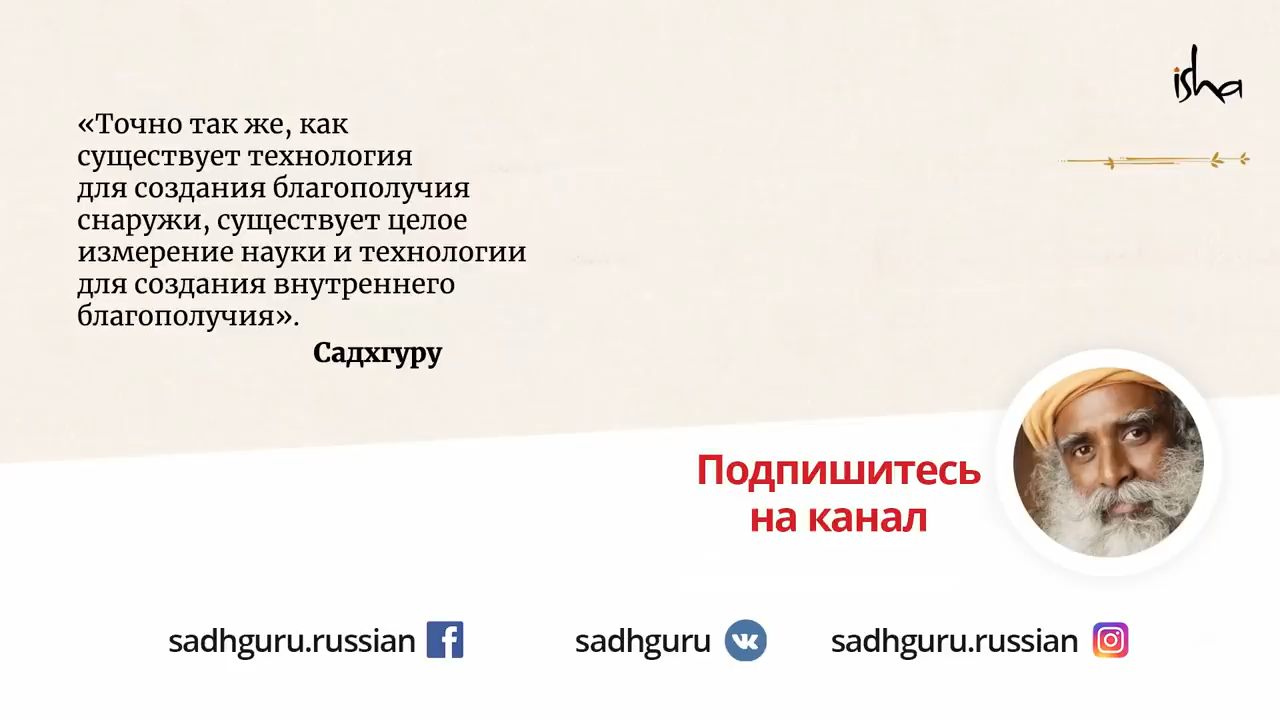 isha
«Точно так же, как
существует технология
для создания благополучия
снаружи, существует целое
измерение науки и технологии
для создания внутреннего
благополучия».
Садхгуру
Подпишитесь
на канал
sadhguru.russian
sadhguru
sadhguru.russian